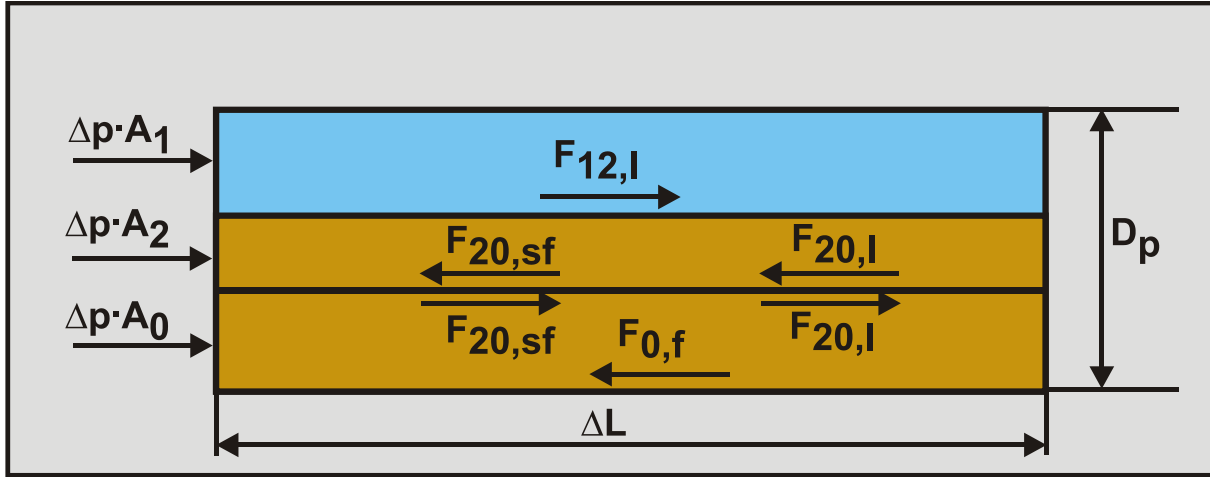 Δp·A1
F12,l
Δp·A2
F20,sf
F20,l
Dp
Δp·A0
F20,sf
F20,l
F0,f
ΔL